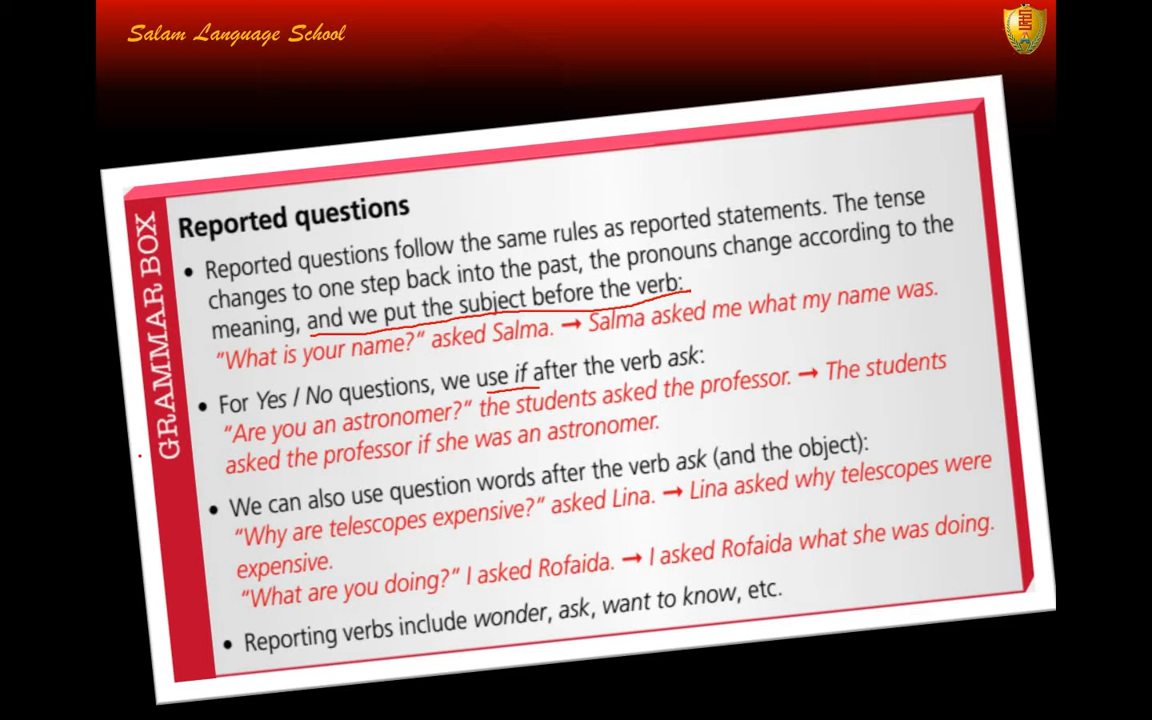 Salam Language School
GRAMMAR BOX
Reported questions
• Reported questions follow the same rules as reported statements. The tense
changes to one step back into the past, the pronouns change according to the
meaning, and we put the subject before the verb:
"What is your name?" asked Salma. → Salma asked me what my name was.
• For Yes / No questions, we use if after the verb ask:
"Are you an astronomer?" the students asked the professor. → The students
asked the professor if she was an astronomer.
• We can also use question words after the verb ask (and the object):
"Why are telescopes expensive?" asked Lina. → Lina asked why telescopes were
expensive.
"What are you doing?" I asked Rofaida. → I asked Rofaida what she was doing.
• Reporting verbs include wonder, ask, want to know, etc.